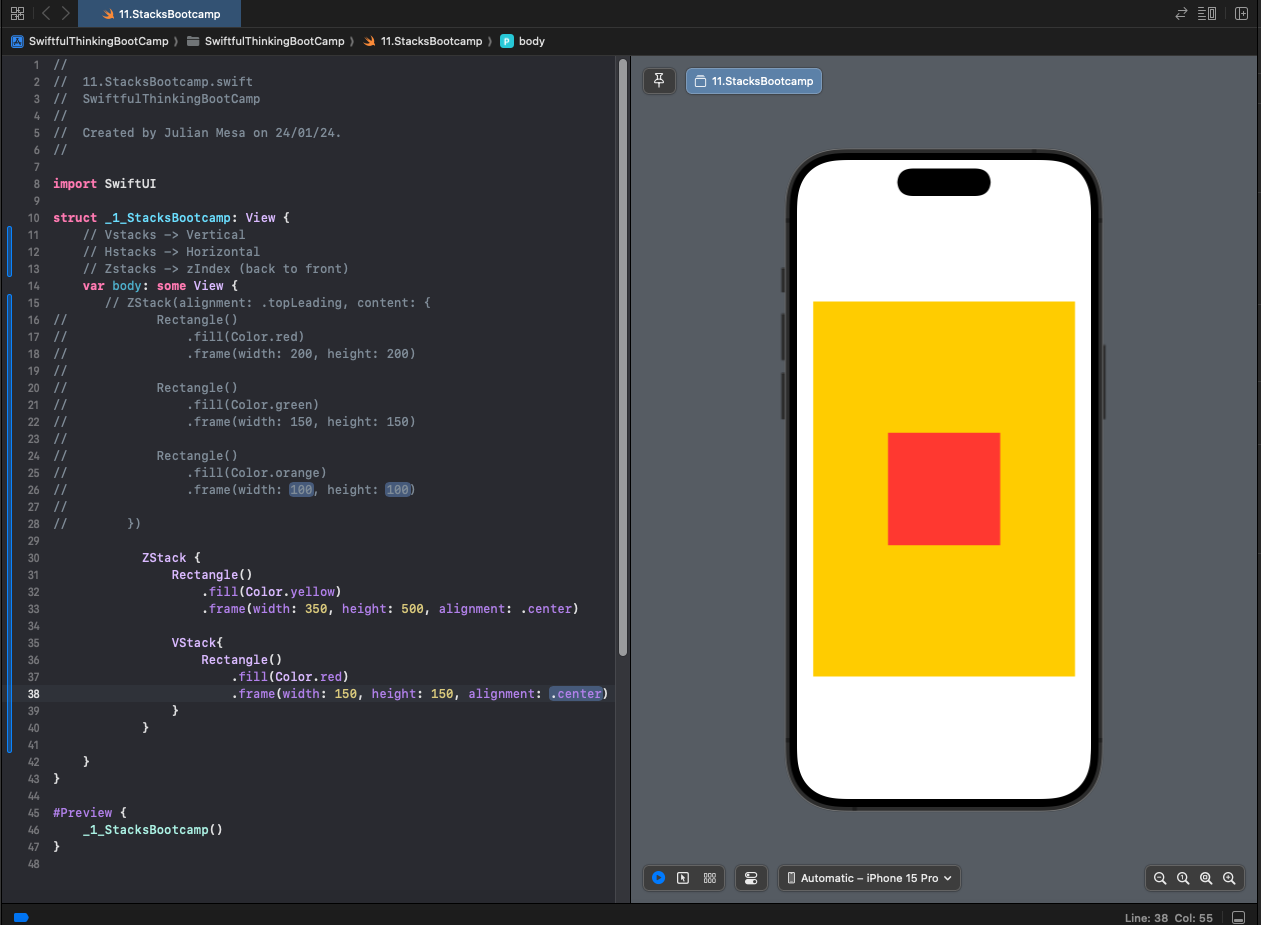 11.StacksBootcamp
SwiftfulThinkingBootCamp 〉 SwiftfulThinkingBootCamp 〉 11.StacksBootcamp 〉 P body
1 //
2 //  11.StacksBootcamp.swift
3 //  SwiftfulThinkingBootCamp
4 //
5 //  Created by Julian Mesa on 24/01/24.
6 //
7
8 import SwiftUI
9
10 struct _1_StacksBootcamp: View {
11     // Vstacks -> Vertical
12     // Hstacks -> Horizontal
13     // Zstacks -> zIndex (back to front)
14     var body: some View {
15        // ZStack(alignment: .topLeading, content: {
16 //            Rectangle()
17 //                .fill(Color.red)
18 //                .frame(width: 200, height: 200)
19 //
20 //            Rectangle()
21 //                .fill(Color.green)
22 //                .frame(width: 150, height: 150)
23 //
24 //            Rectangle()
25 //                .fill(Color.orange)
26 //                .frame(width: 100, height: 100)
27 //
28 //        })
29
30             ZStack {
31                 Rectangle()
32                     .fill(Color.yellow)
33                     .frame(width: 350, height: 500, alignment: .center)
34
35                 VStack{
36                     Rectangle()
37                         .fill(Color.red)
38                         .frame(width: 150, height: 150, alignment: .center)
39                 }
40             }
41
42     }
43 }
44
45 #Preview {
46     _1_StacksBootcamp()
47 }
48
11.StacksBootcamp
Automatic – iPhone 15 Pro
Line: 38 Col: 55